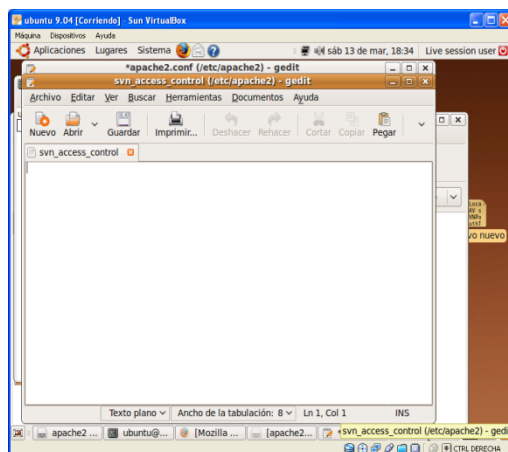 ubuntu 9.04 [Corriendo] - Sun VirtualBox
Máquina Dispositivos Ayuda
Aplicaciones Lugares Sistema sáb 13 de mar, 18:34 Live session user
*apache2.conf (/etc/apache2) - gedit
svn_access_control (/etc/apache2) - gedit
Archivo Editar Ver Buscar Herramientas Documentos Ayuda
Nuevo Abrir Guardar Imprimir... Deshacer Rehacer Cortar Copiar Pegar
svn_access_control
vo nuevo
Texto plano Ancho de la tabulación: 8 Ln 1, Col 1 INS
apache2 ... ubuntu@... [Mozilla ... [apache2... *svn_access_control (/etc/apache2) - gedi
CTRL DERECHA